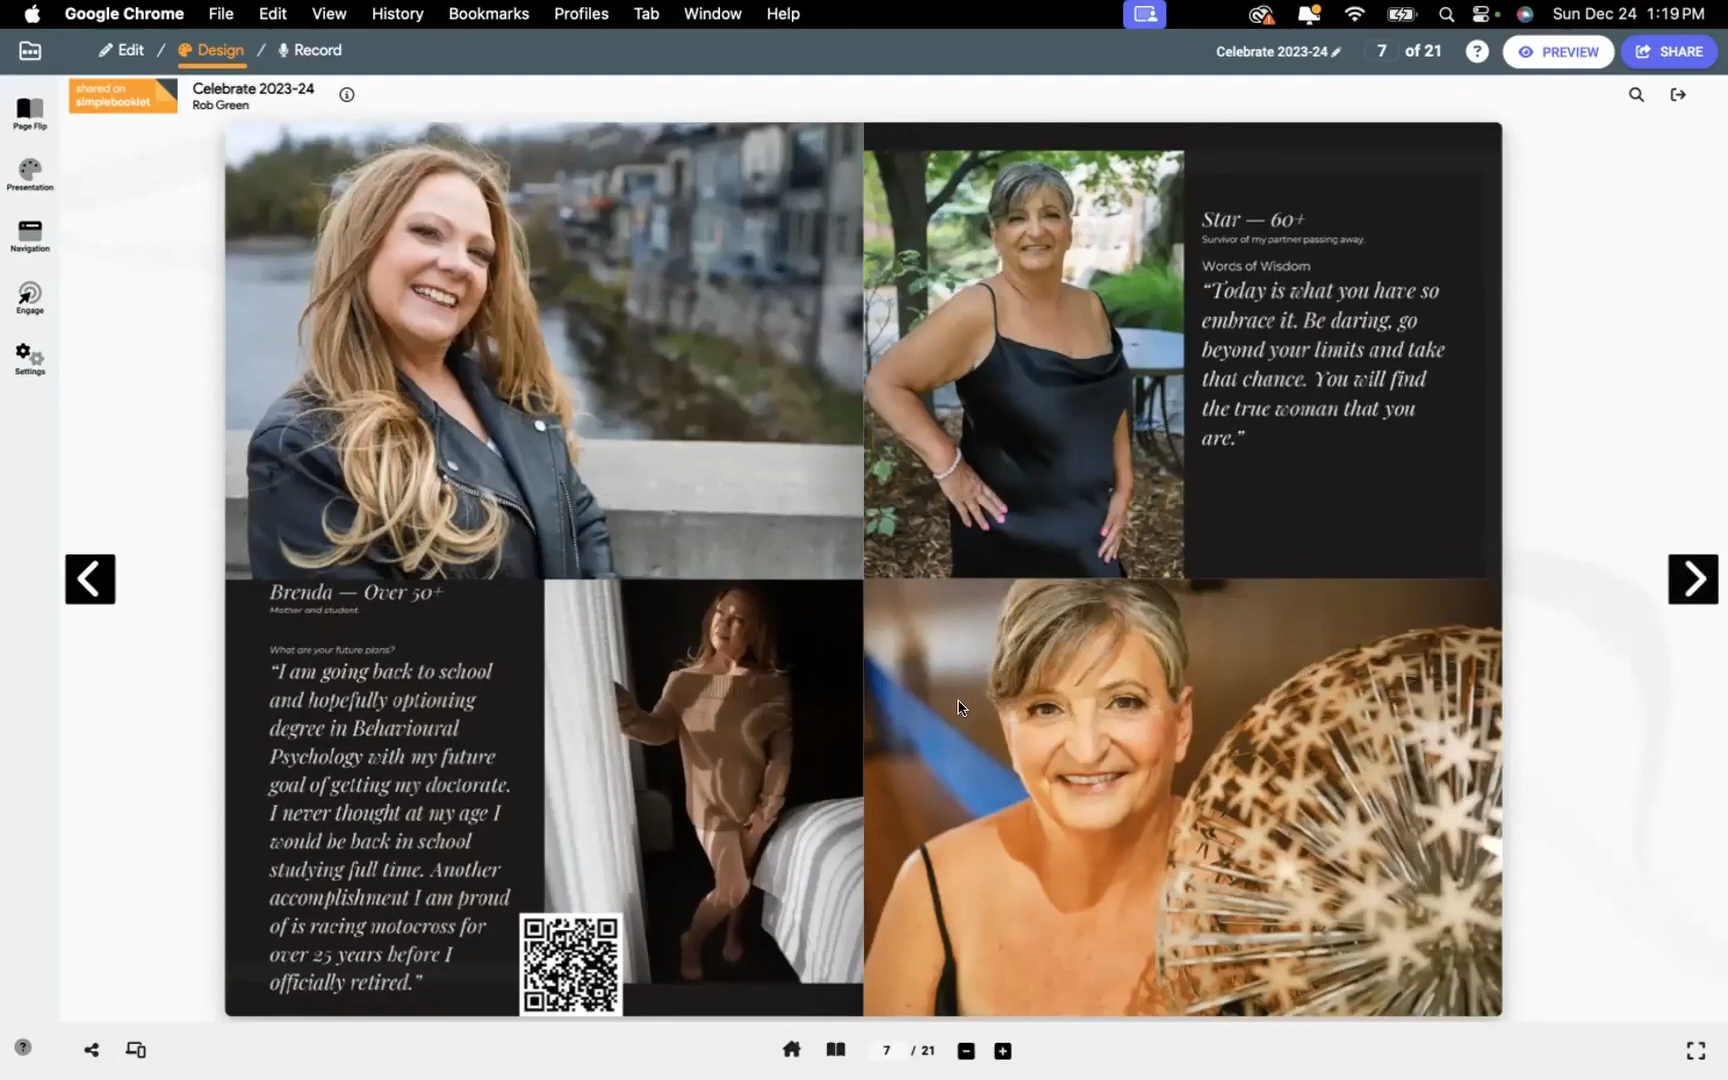 Google Chrome File Edit View History Bookmarks Profiles Tab Window Help Sun Dec 24 1:19 PM
Edit / Design / Record Celebrate 2023-24 7 of 21 ? PREVIEW SHARE
shared on
simplebooklet
Celebrate 2023-24
Rob Green
Page Flip
Presentation
Navigation
Engage
Settings
Star — 60+
Survivor of my partner passing away.
Words of Wisdom
“Today is what you have so
embrace it. Be daring, go
beyond your limits and take
that chance. You will find
the true woman that you
are.”
Brenda — Over 50+
Mother and student
What are your future plans?
“I am going back to school
and hopefully optioning
degree in Behavioural
Psychology with my future
goal of getting my doctorate.
I never thought at my age I
would be back in school
studying full time. Another
accomplishment I am proud
of is racing motocross for
over 25 years before I
officially retired.”
? 7 / 21